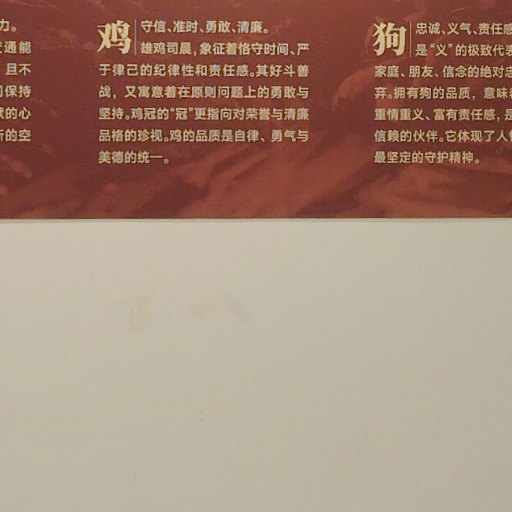 力。
通能
且不
保持
的心
新的空
鸡
守信、准时、勇敢、清廉。
雄鸡司晨，象征着恪守时间、严
于律己的纪律性和责任感。其好斗善
战，又寓意着在原则问题上的勇敢与
坚持。鸡冠的“冠”更指向对荣誉与清廉
品格的珍视。鸡的品质是自律、勇气与
美德的统一。
狗
忠诚、义气、责任感
是“义”的极致代表
家庭、朋友、信念的绝对忠
弃。拥有狗的品质，意味着
重情重义、富有责任感，是
信赖的伙伴。它体现了人
最坚定的守护精神。